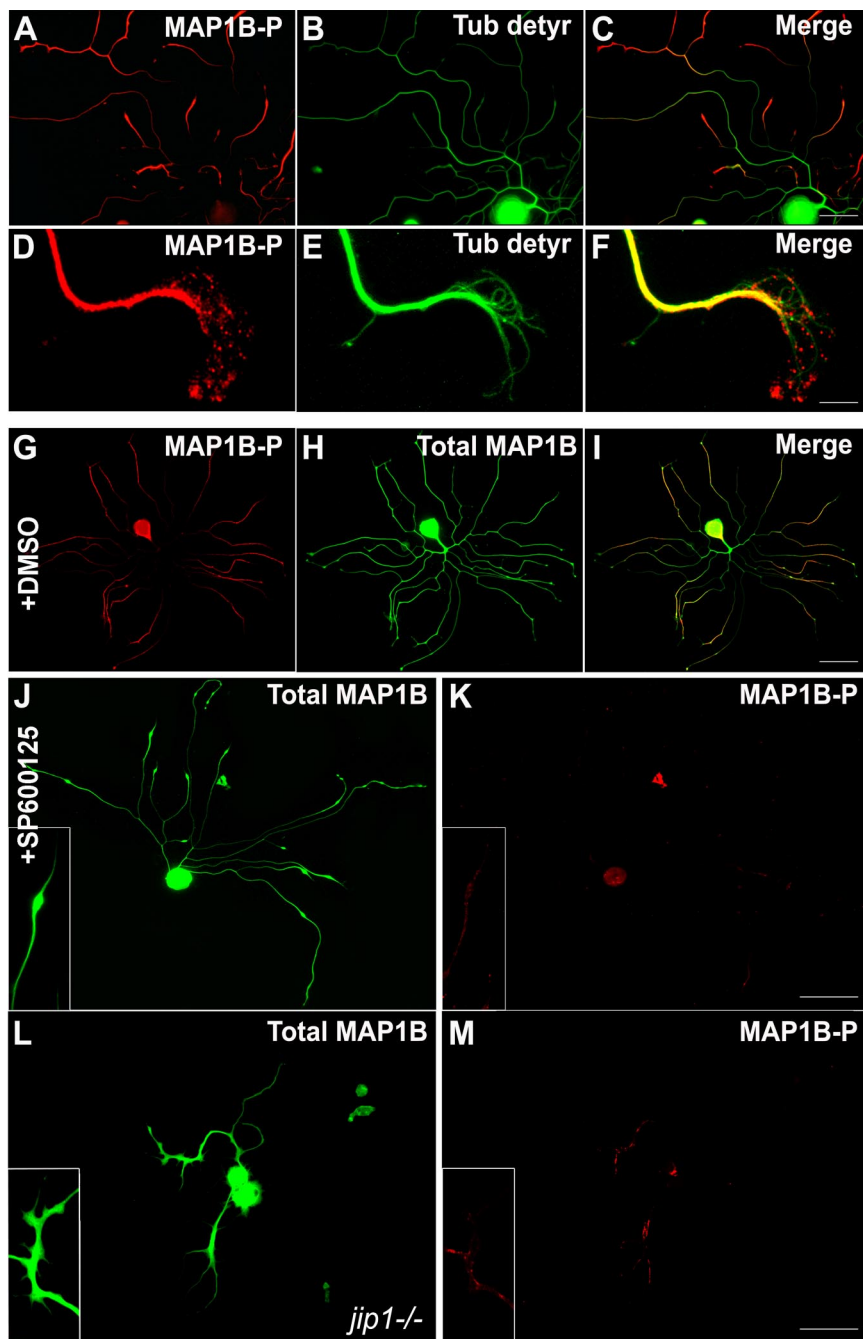 A MAP1B-P
B Tub detyr
C Merge
D MAP1B-P
E Tub detyr
F Merge
G MAP1B-P
H Total MAP1B
I Merge
+DMSO
J Total MAP1B
K MAP1B-P
+SP600125
L Total MAP1B
M MAP1B-P
jip1-/-